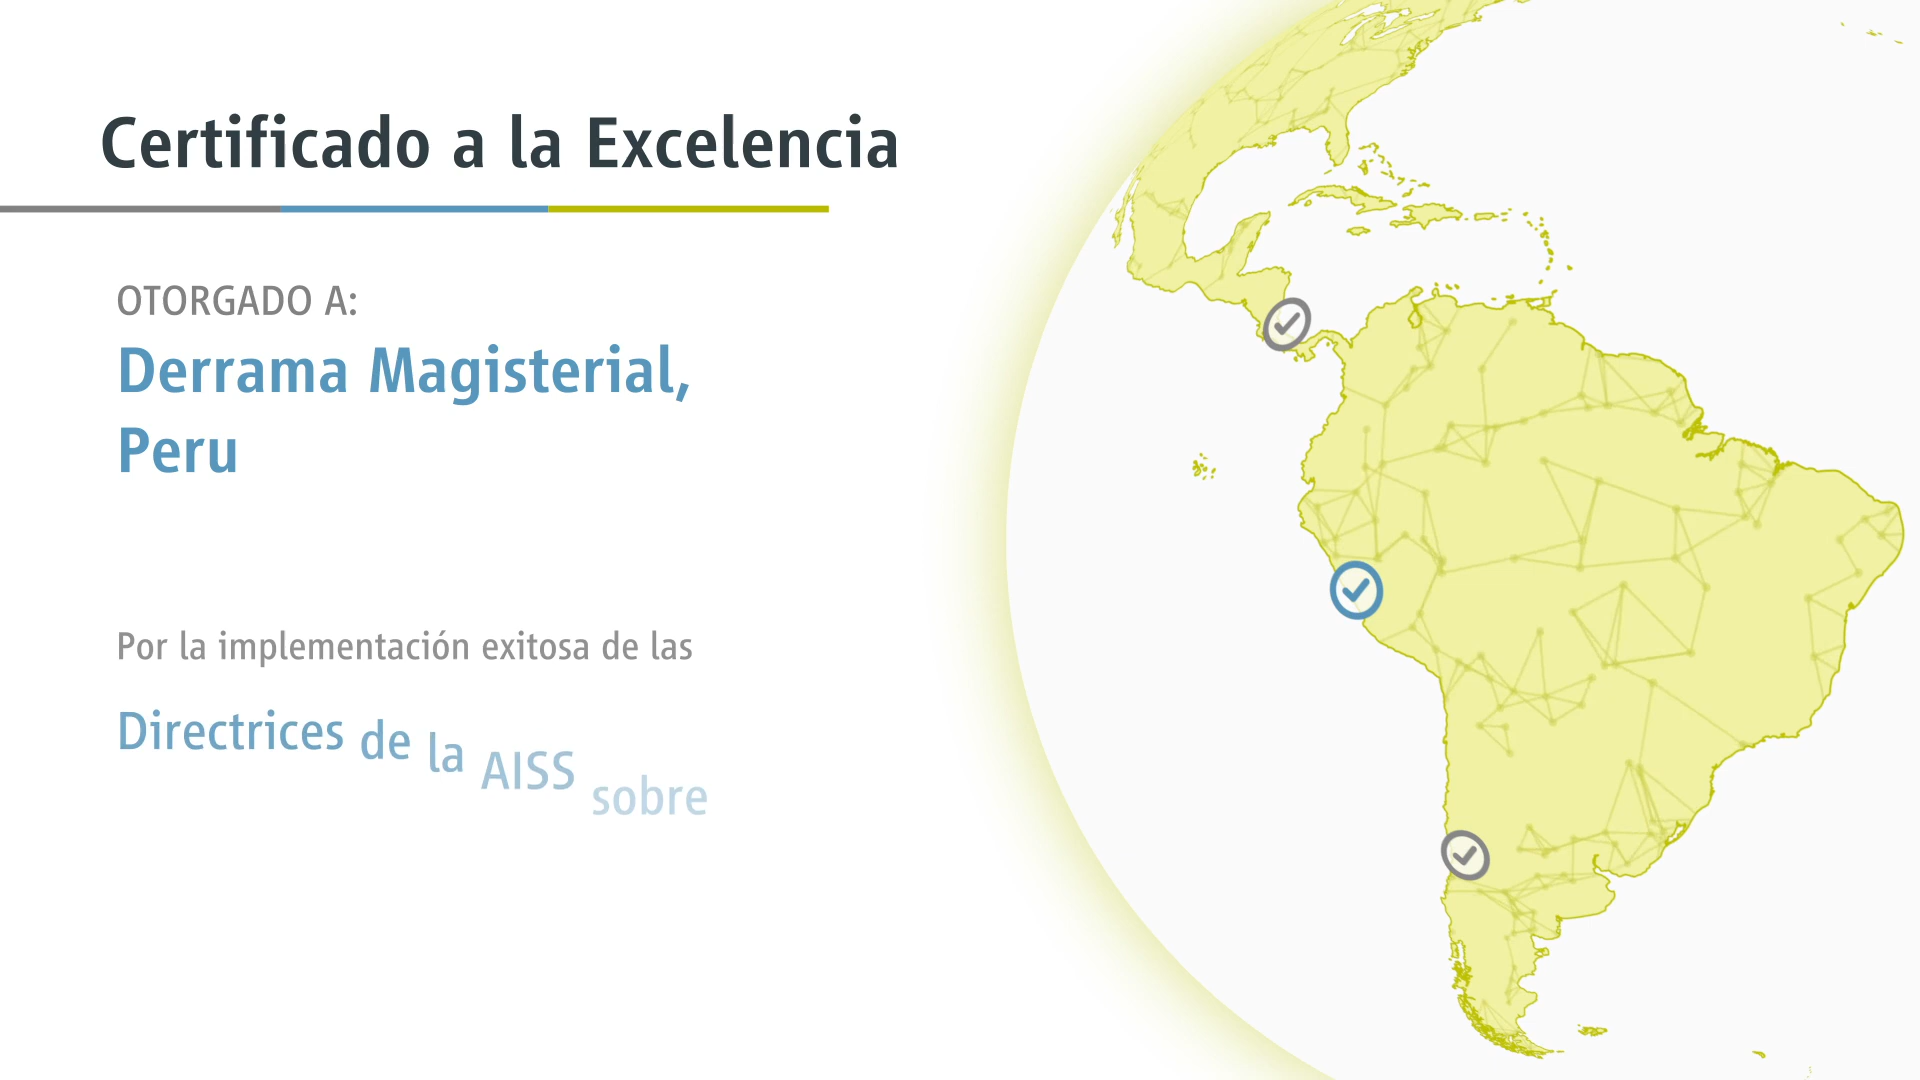 Certificado a la Excelencia
OTORGADO A:
Derrama Magisterial,
Peru
Por la implementación exitosa de las
Directrices de la AISS sobre